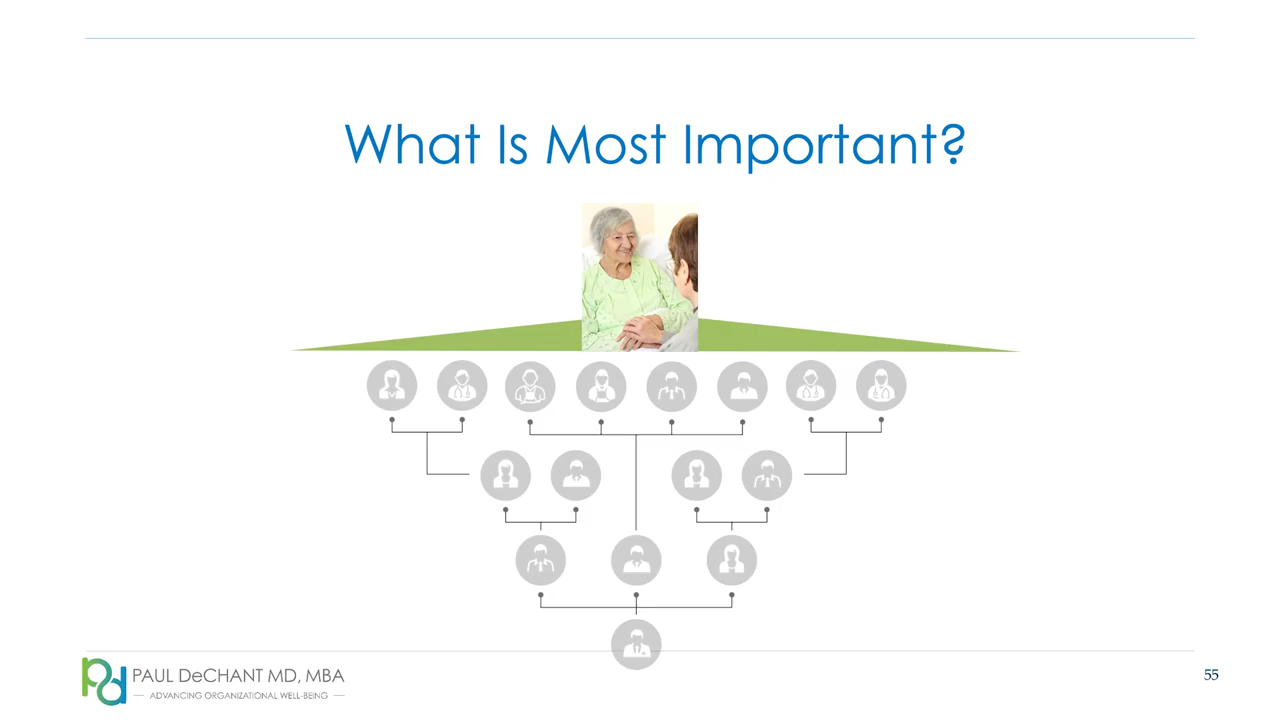 What Is Most Important?
PAUL DeCHANT MD, MBA
ADVANCING ORGANIZATIONAL WELL-BEING
55